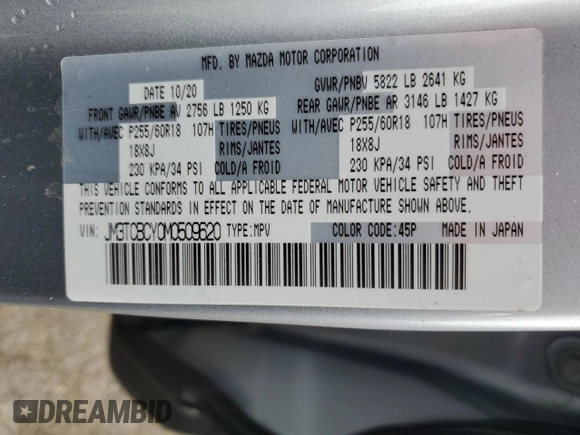 MFD. BY MAZDA MOTOR CORPORATION
DATE 10/20
GVWR/PNBV 5822 LB 2641 KG
FRONT GAWR/PNBE AV 2756 LB 1250 KG
REAR GAWR/PNBE AR 3146 LB 1427 KG
WITH/AVEC P255/60R18 107H TIRES/PNEUS WITH/AVEC P255/60R18 107H TIRES/PNEUS
18X8J RIMS/JANTES 18X8J RIMS/JANTES
230 KPA/34 PSI COLD/A FROID 230 KPA/34 PSI COLD/A FROID
THIS VEHICLE CONFORMS TO ALL APPLICABLE FEDERAL MOTOR VEHICLE SAFETY AND THEFT
PREVENTION STANDARDS IN EFFECT ON THE DATE OF MANUFACTURE SHOWN ABOVE.
VIN: JM3TCBCY0M0509520 TYPE:MPV COLOR CODE:45P MADE IN JAPAN
DREAMBID